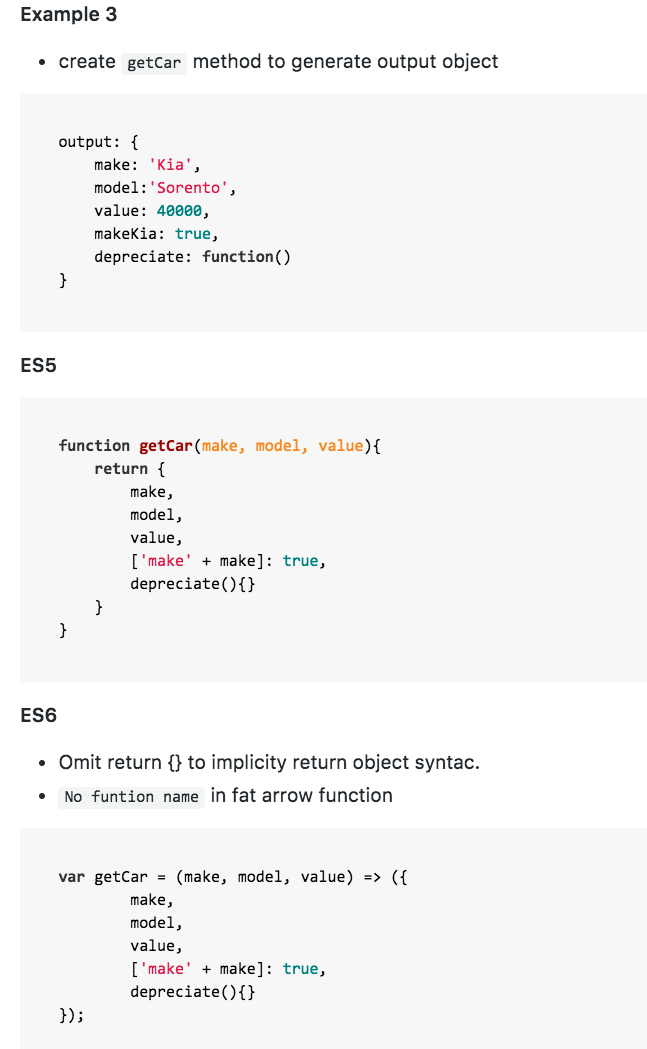 Example 3
• create getCar method to generate output object
output: {
    make: 'Kia',
    model:'Sorento',
    value: 40000,
    makeKia: true,
    depreciate: function()
}
ES5
function getCar(make, model, value){
    return {
        make,
        model,
        value,
        ['make' + make]: true,
        depreciate(){}
    }
}
ES6
• Omit return {} to implicity return object syntac.
• No funtion name in fat arrow function
var getCar = (make, model, value) => ({
        make,
        model,
        value,
        ['make' + make]: true,
        depreciate(){}
});